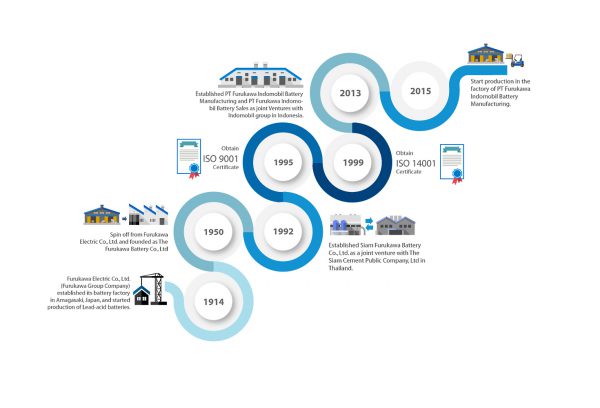 Established PT Furukawa Indomobil Battery
Manufacturing and PT Furukawa Indomo-
bil Battery Sales as joint Ventures with
Indomobil group in Indonesia.
2013
2015
Start production in the
factory of PT Furukawa
Indomobil Battery
Manufacturing.
Obtain
ISO 9001
Certificate
1995
1999
Obtain
ISO 14001
Certificate
Spin off from Furukawa
Electric Co., Ltd. and founded as The
Furukawa Battery Co., Ltd
1950
1992
Established Siam Furukawa Battery
Co., Ltd. as a joint venture with The
Siam Cement Public Company, Ltd in
Thailand.
Furukawa Electric Co., Ltd.
(Furukawa Group Company)
established its battery factory
in Amagasaki, Japan, and started
production of Lead-acid batteries.
1914